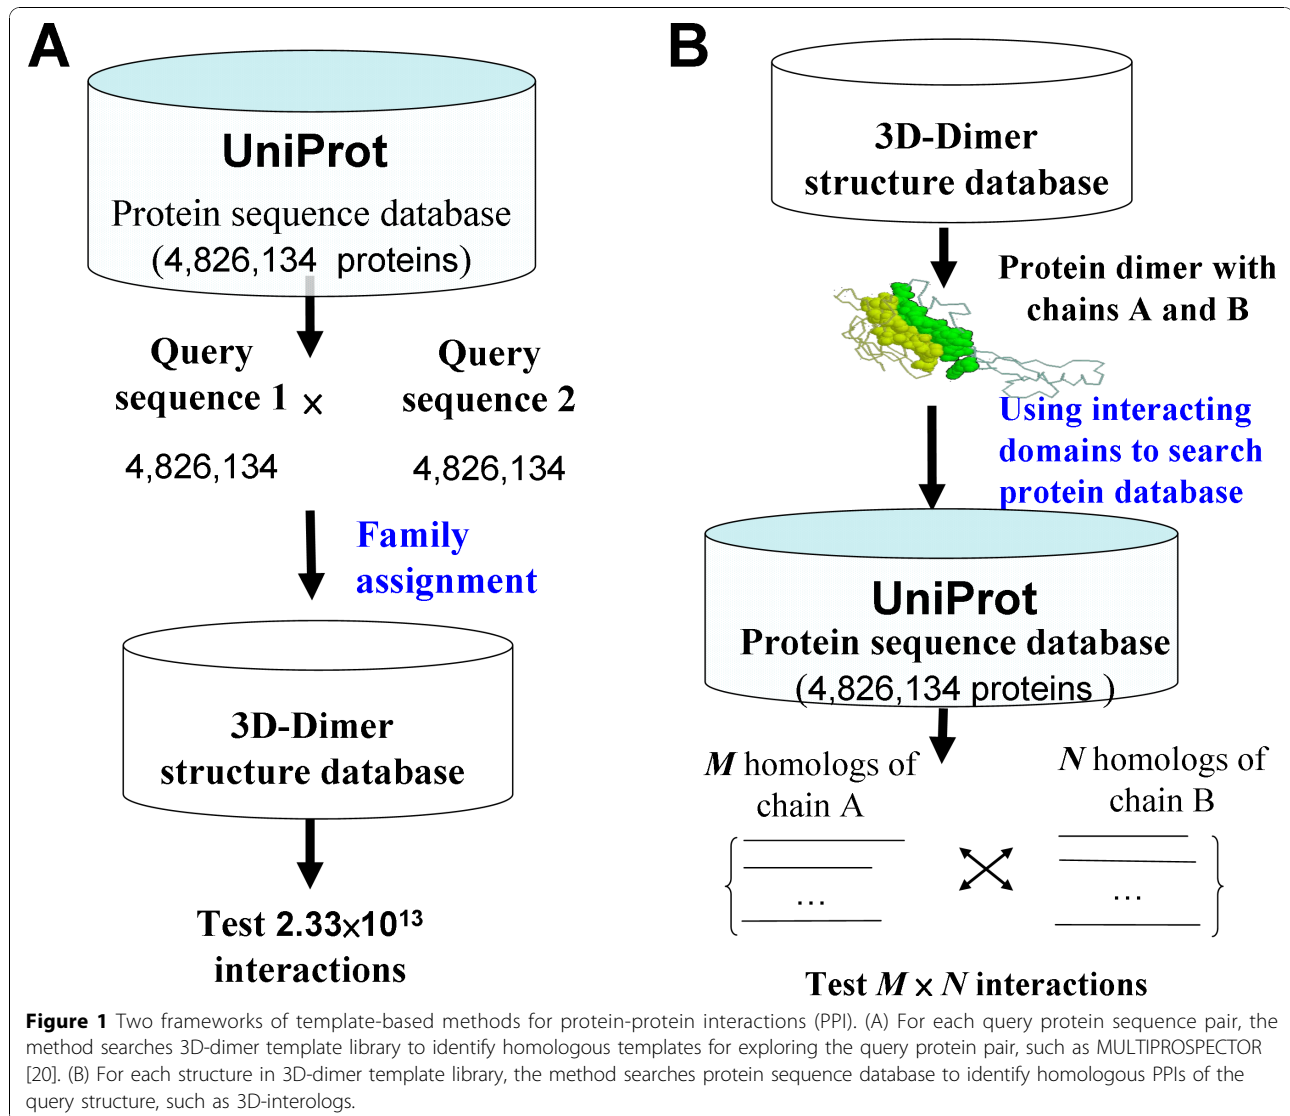 A
UniProt
Protein sequence database
(4,826,134 proteins)
Query
sequence 1
×
Query
sequence 2
4,826,134
4,826,134
Family
assignment
3D-Dimer
structure database
Test 2.33×10¹³
interactions
B
3D-Dimer
structure database
Protein dimer with
chains A and B
Using interacting
domains to search
protein database
UniProt
Protein sequence database
(4,826,134 proteins )
M homologs of
chain A
N homologs of
chain B
...
...
Test M × N interactions
Figure 1 Two frameworks of template-based methods for protein-protein interactions (PPI). (A) For each query protein sequence pair, the
method searches 3D-dimer template library to identify homologous templates for exploring the query protein pair, such as MULTIPROSPECTOR
[20]. (B) For each structure in 3D-dimer template library, the method searches protein sequence database to identify homologous PPIs of the
query structure, such as 3D-interologs.